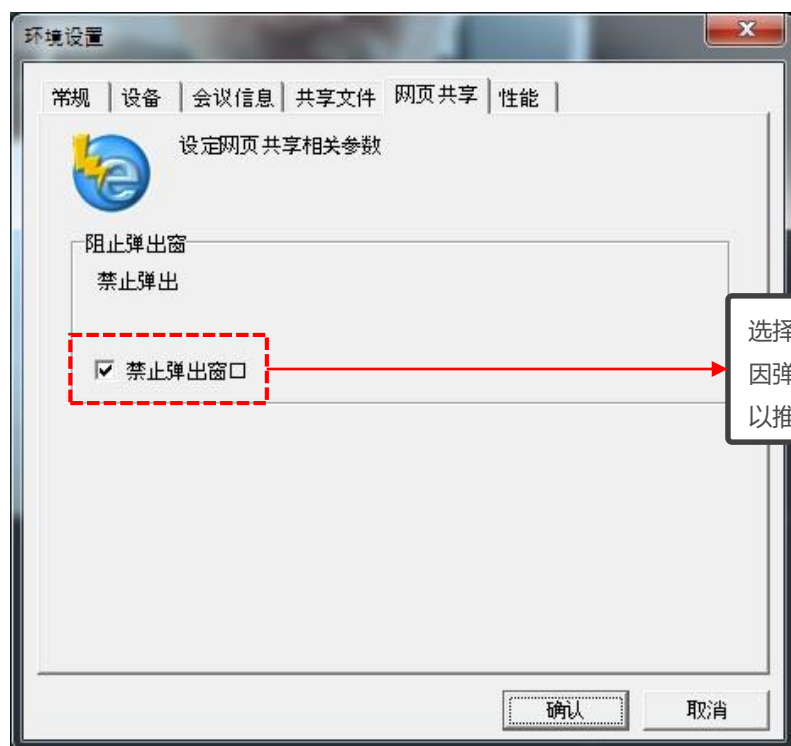 环境设置
常规 设备 会议信息 共享文件 网页共享 性能
设定网页共享相关参数
阻止弹出窗
禁止弹出
禁止弹出窗口
选择
因弹
以推
确认 取消